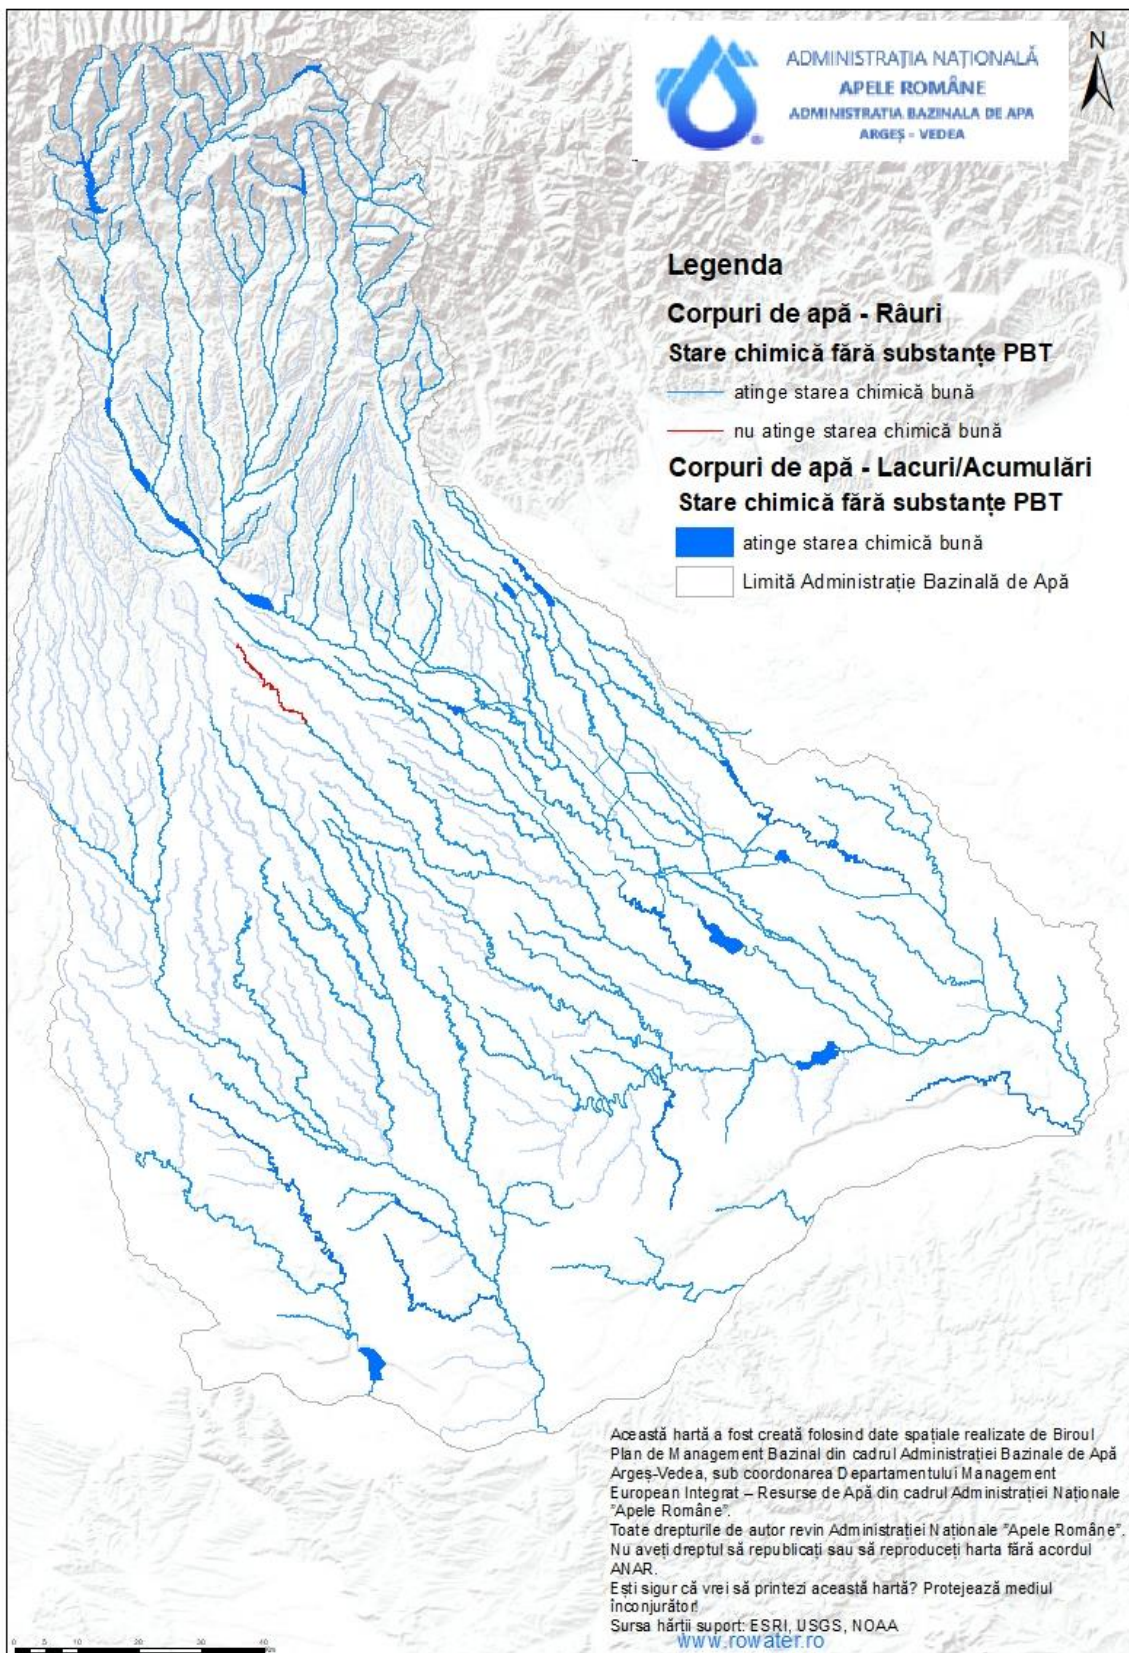 ADMINISTRAȚIA NAȚIONALĂ
APELE ROMÂNE
ADMINISTRATIA BAZINALA DE APA
ARGEȘ - VEDEA
®
N
Legenda
Corpuri de apă - Râuri
Stare chimică fără substanțe PBT
atinge starea chimică bună
nu atinge starea chimică bună
Corpuri de apă - Lacuri/Acumulări
Stare chimică fără substanțe PBT
atinge starea chimică bună
Limită Administrație Bazinală de Apă
Această hartă a fost creată folosind date spațiale realizate de Biroul
Plan de Management Bazinal din cadrul Administrației Bazinale de Apă
Argeș-Vedea, sub coordonarea Departamentului Management
European Integrat – Resurse de Apă din cadrul Administrației Naționale
"Apele Române".
Toate drepturile de autor revin Administrației Naționale "Apele Române".
Nu aveți dreptul să republicați sau să reproduceți harta fără acordul
ANAR.
Ești sigur că vrei să printezi această hartă? Protejează mediul
înconjurător!
Sursa hărtii suport: ESRI, USGS, NOAA
www.rowater.ro
0 5 10 20 30 40